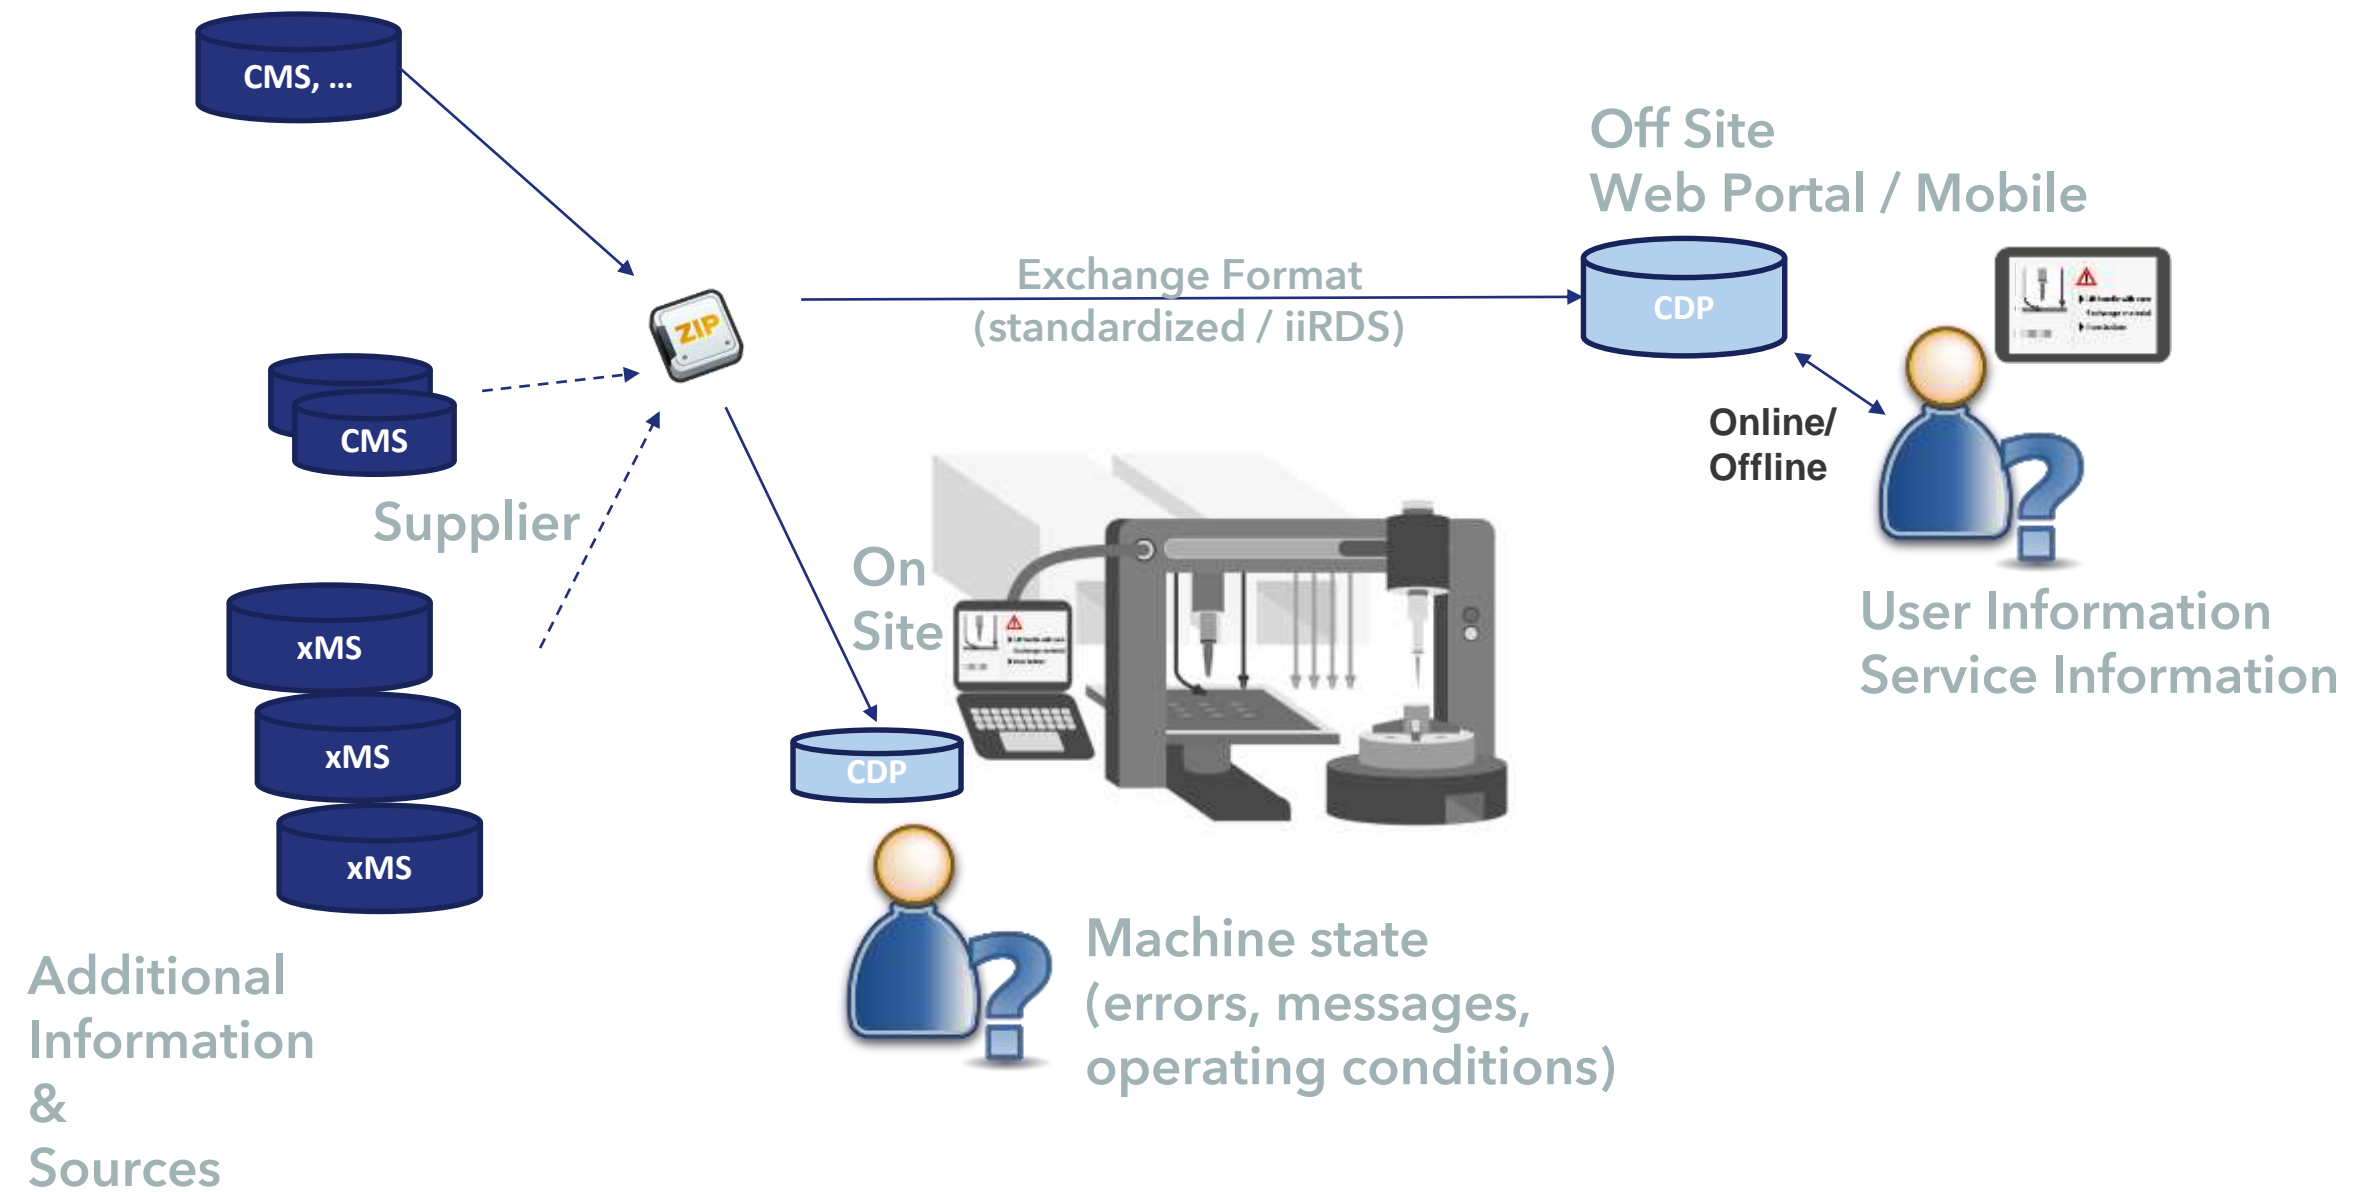 CMS, ...
Off Site
Web Portal / Mobile
ZIP
Exchange Format
(standardized / iiRDS)
CDP
Online/
Offline
CMS
Supplier
On
Site
User Information
Service Information
xMS
xMS
xMS
CDP
Machine state
(errors, messages,
operating conditions)
Additional
Information
&
Sources